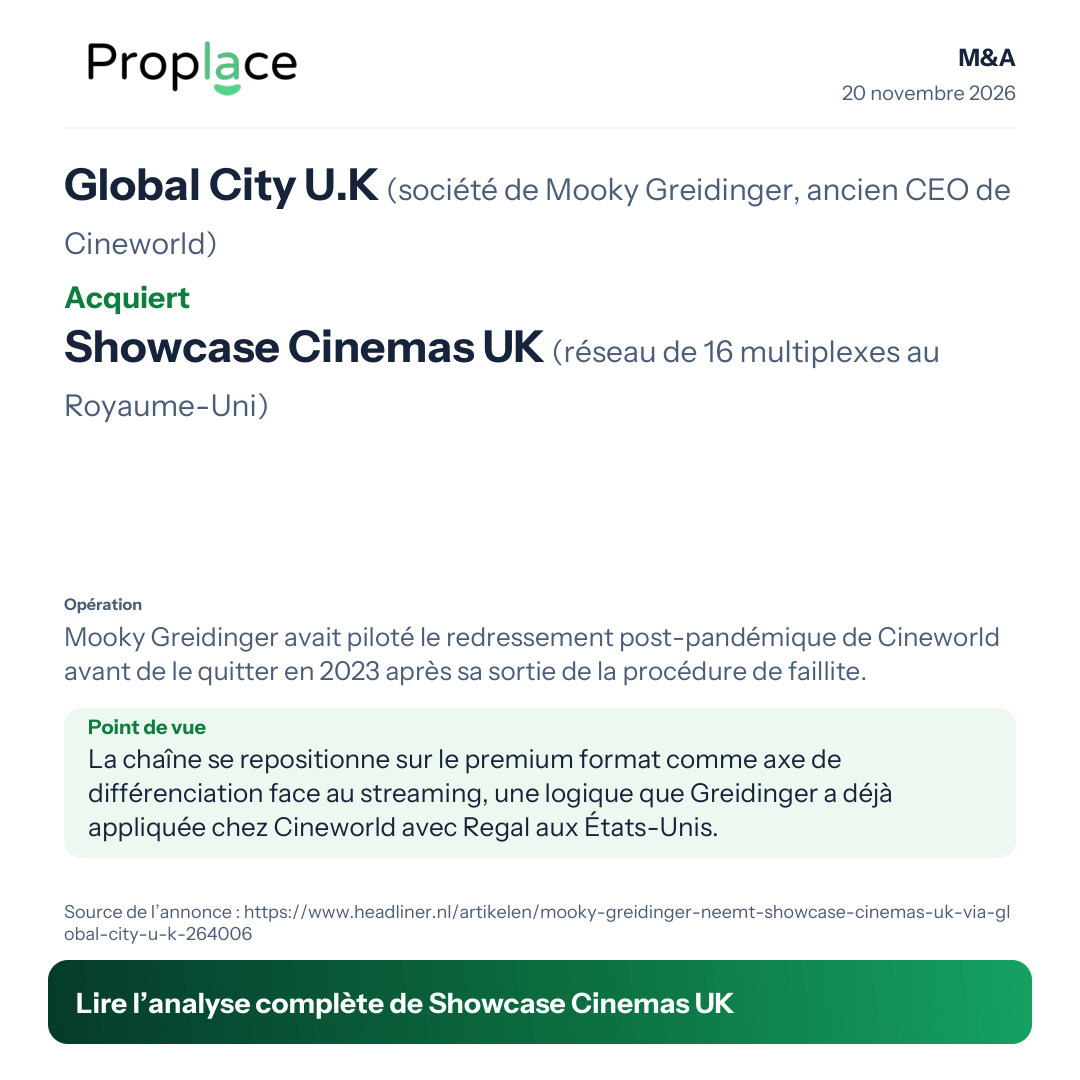 Proplace
M&A
20 novembre 2026
Global City U.K (société de Mooky Greidinger, ancien CEO de
Cineworld)
Acquiert
Showcase Cinemas UK (réseau de 16 multiplexes au
Royaume-Uni)
Opération
Mooky Greidinger avait piloté le redressement post-pandémique de Cineworld
avant de le quitter en 2023 après sa sortie de la procédure de faillite.
Point de vue
La chaîne se repositionne sur le premium format comme axe de
différenciation face au streaming, une logique que Greidinger a déjà
appliquée chez Cineworld avec Regal aux États-Unis.
Source de l’annonce : https://www.headliner.nl/artikelen/mooky-greidinger-neemt-showcase-cinemas-uk-via-gl
obal-city-u-k-264006
Lire l’analyse complète de Showcase Cinemas UK